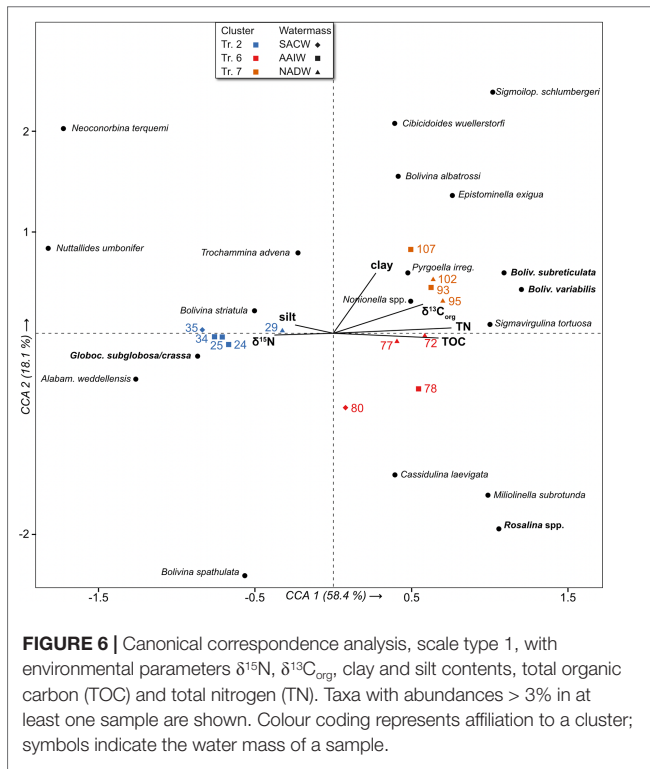 Cluster Watermass
Tr. 2 SACW
Tr. 6 AAIW
Tr. 7 NADW
Sigmoilop. schlumbergeri
Cibicidoides wuellerstorfi
2
Neoconorbina terquemi
Bolivina albatrossi
Epistominella exigua
1
Nuttallides umbonifer
Trochammina advena
107
clay
Pyrgoella irreg.
Boliv. subreticulata
102
93
Boliv. variabilis
Nonionella spp.
95
δ¹³Corg
Bolivina striatula
silt
TN
Sigmavirgulina tortuosa
1
35
29
34
δ¹⁵N
TOC
72
77
25
24
Globoc. subglobosa/crassa
Alabam. weddellensis
78
80
CCA 2 (18.1 %)
Cassidulina laevigata
Miliolinella subrotunda
Rosalina spp.
-2
Bolivina spathulata
-1.5
-0.5
CCA 1 (58.4 %) →
0.5
1.5
FIGURE 6 | Canonical correspondence analysis, scale type 1, with
environmental parameters δ¹⁵N, δ¹³Corg, clay and silt contents, total organic
carbon (TOC) and total nitrogen (TN). Taxa with abundances > 3% in at
least one sample are shown. Colour coding represents affiliation to a cluster;
symbols indicate the water mass of a sample.